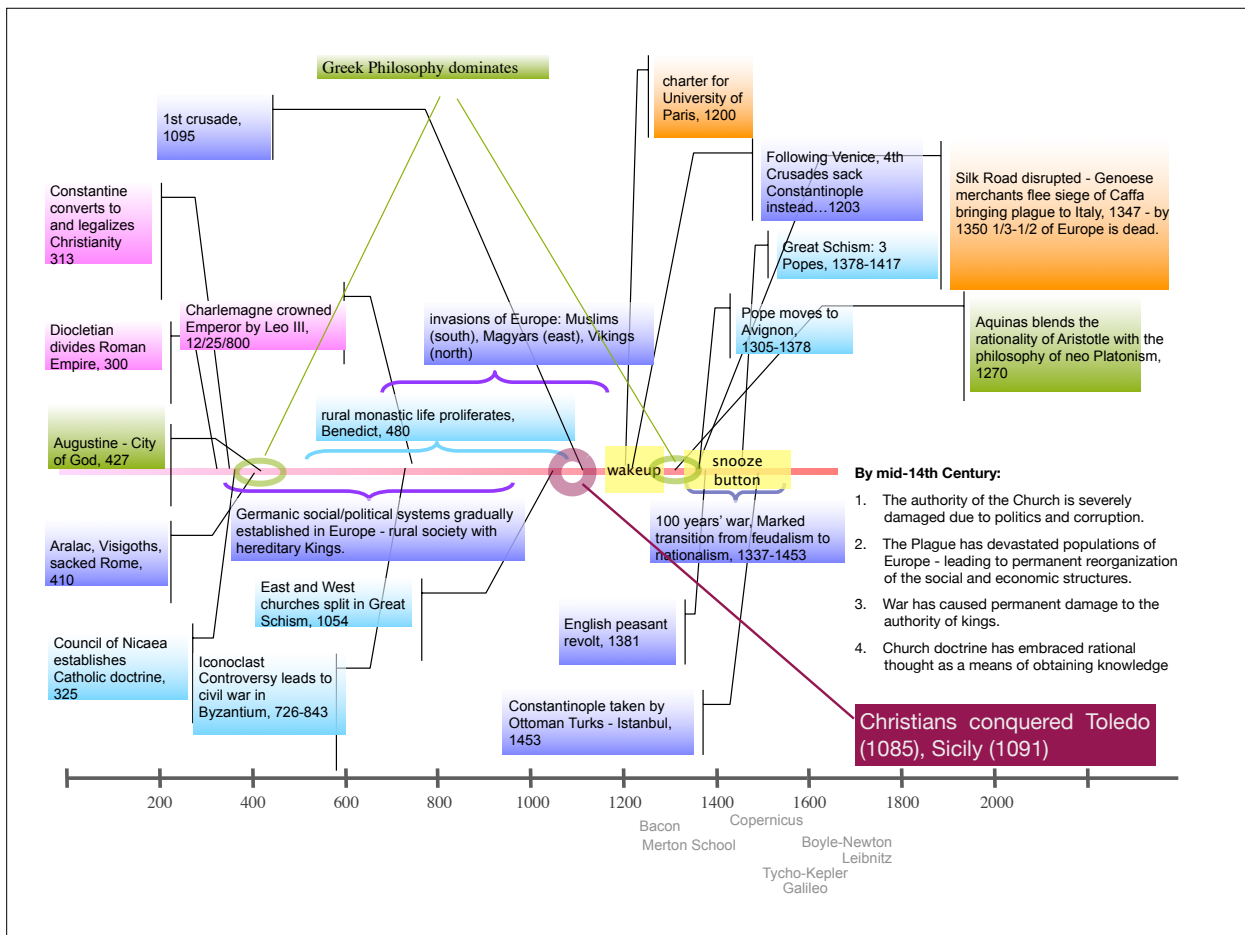 Greek Philosophy dominates
charter for
University of
Paris, 1200
1st crusade,
1095
Following Venice, 4th
Crusades sack
Constantinople
instead…1203
Silk Road disrupted - Genoese
merchants flee siege of Caffa
bringing plague to Italy, 1347 - by
1350 1/3-1/2 of Europe is dead.
Constantine
converts to
and legalizes
Christianity
313
Great Schism: 3
Popes, 1378-1417
Charlemagne crowned
Emperor by Leo III,
12/25/800
invasions of Europe: Muslims
(south), Magyars (east), Vikings
(north)
Pope moves to
Avignon,
1305-1378
Aquinas blends the
rationality of Aristotle with the
philosophy of neo Platonism,
1270
Diocletian
divides Roman
Empire, 300
rural monastic life proliferates,
Benedict, 480
Augustine - City
of God, 427
wakeup
snooze
button
By mid-14th Century:
1. The authority of the Church is severely
damaged due to politics and corruption.
2. The Plague has devastated populations of
Europe - leading to permanent reorganization
of the social and economic structures.
3. War has caused permanent damage to the
authority of kings.
4. Church doctrine has embraced rational
thought as a means of obtaining knowledge
Germanic social/political systems gradually
established in Europe - rural society with
hereditary Kings.
100 years' war, Marked
transition from feudalism to
nationalism, 1337-1453
Aralac, Visigoths,
sacked Rome,
410
East and West
churches split in Great
Schism, 1054
English peasant
revolt, 1381
Council of Nicaea
establishes
Catholic doctrine,
325
Iconoclast
Controversy leads to
civil war in
Byzantium, 726-843
Constantinople taken by
Ottoman Turks - Istanbul,
1453
Christians conquered Toledo
(1085), Sicily (1091)
200 400 600 800 1000 1200 1400 1600 1800 2000
Copernicus
Bacon
Merton School
Boyle-Newton
Leibnitz
Tycho-Kepler
Galileo